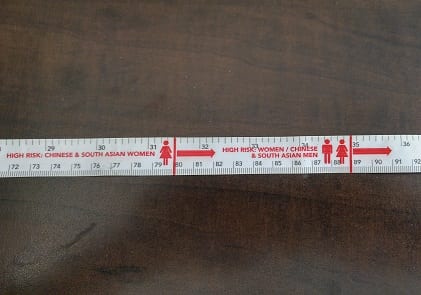 29 30 31 32 33 34 35 36
HIGH RISK: CHINESE & SOUTH ASIAN WOMEN
HIGH RISK: WOMEN / CHINESE
& SOUTH ASIAN MEN
72 73 74 75 76 77 78 79 80 81 82 83 84 85 86 87 88 90 91 92